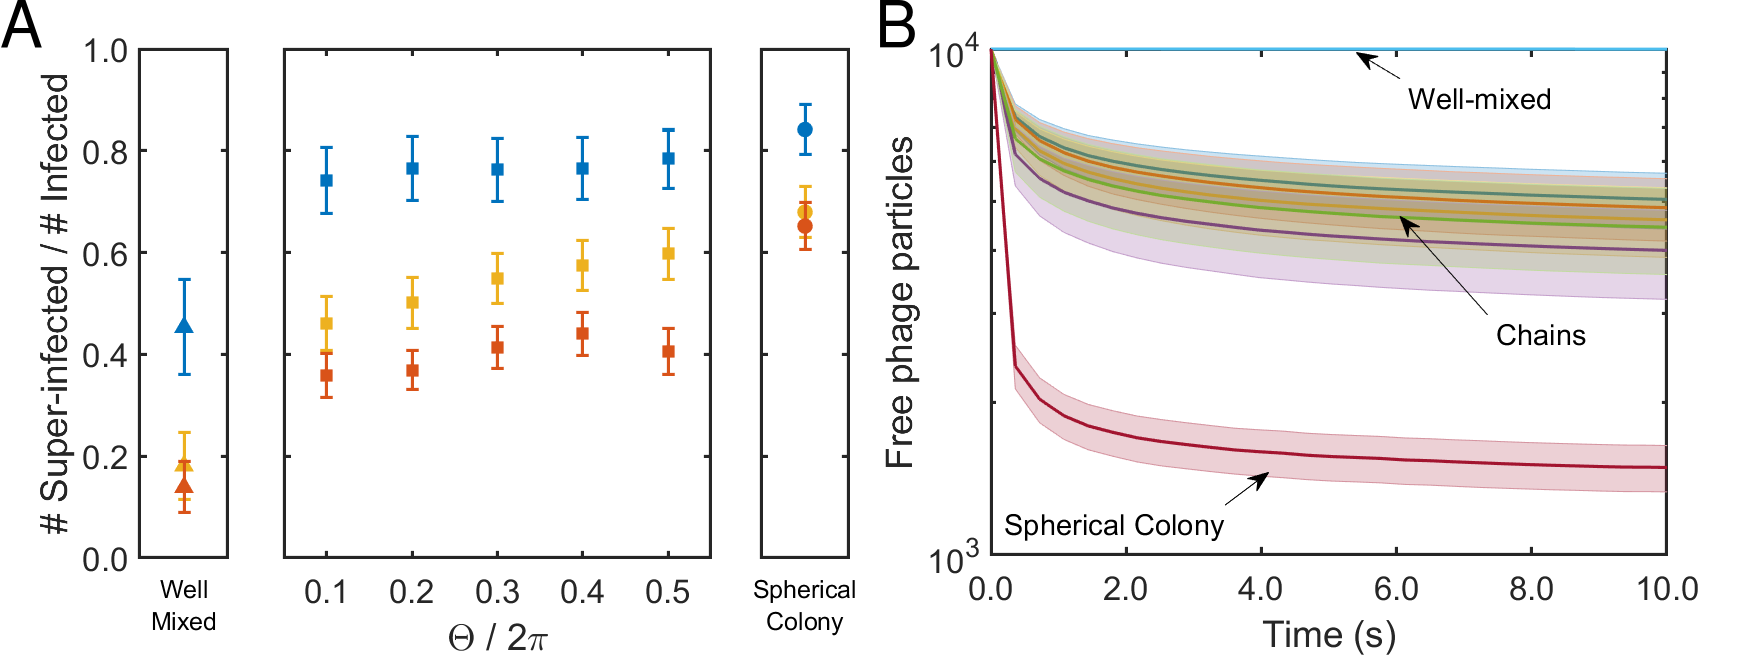 A
# Super-infected / # Infected
1.0
0.8
0.6
0.4
0.2
0.0
Well
Mixed
0.1 0.2 0.3 0.4 0.5
Θ / 2π
Spherical
Colony
B
Free phage particles
10^4
10^3
Well-mixed
Chains
Spherical Colony
0.0 2.0 4.0 6.0 8.0 10.0
Time (s)